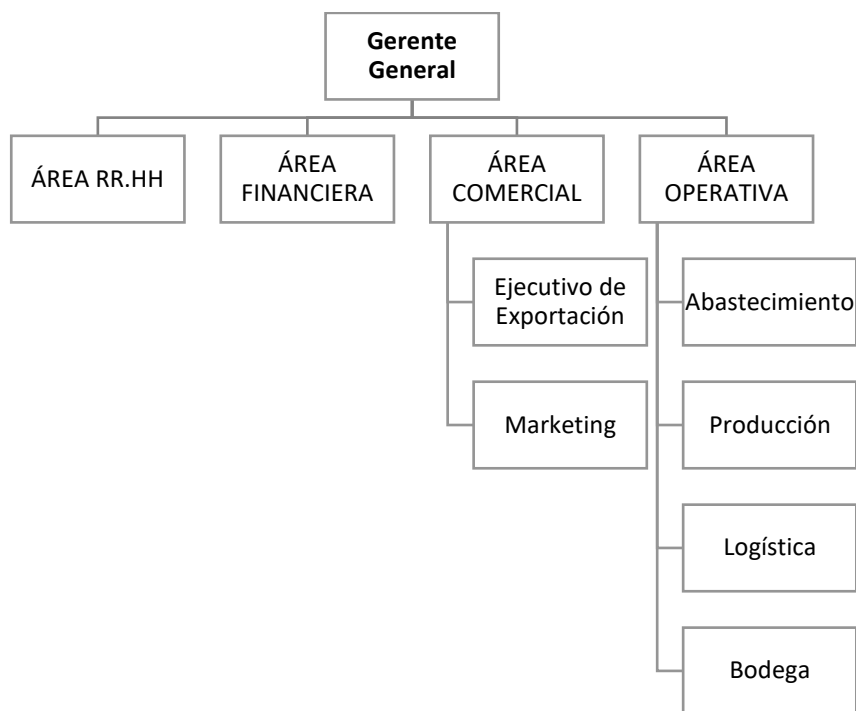 Gerente
General
ÁREA RR.HH
ÁREA
FINANCIERA
ÁREA
COMERCIAL
ÁREA
OPERATIVA
Ejecutivo de
Exportación
Marketing
Abastecimiento
Producción
Logística
Bodega